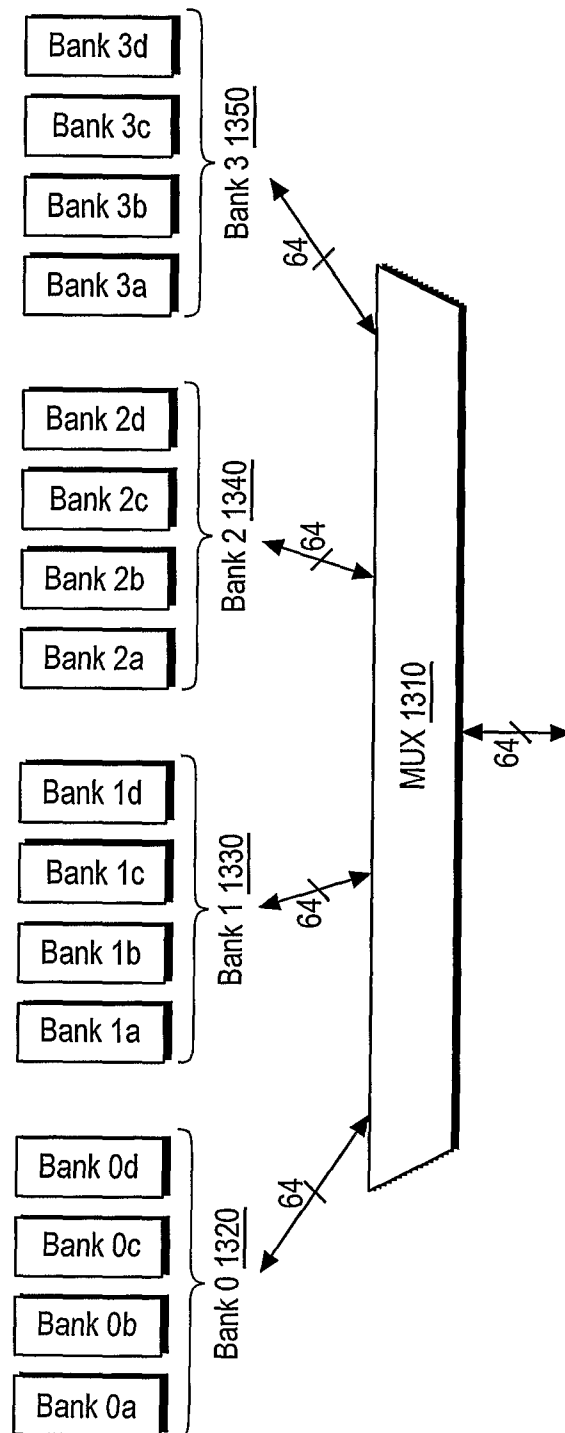 Bank 3d
Bank 3c
Bank 3b
Bank 3a
Bank 3 1350
64
Bank 2d
Bank 2c
Bank 2b
Bank 2a
Bank 2 1340
64
MUX 1310
64
Bank 1d
Bank 1c
Bank 1b
Bank 1a
Bank 1 1330
64
Bank 0d
Bank 0c
Bank 0b
Bank 0a
Bank 0 1320
64